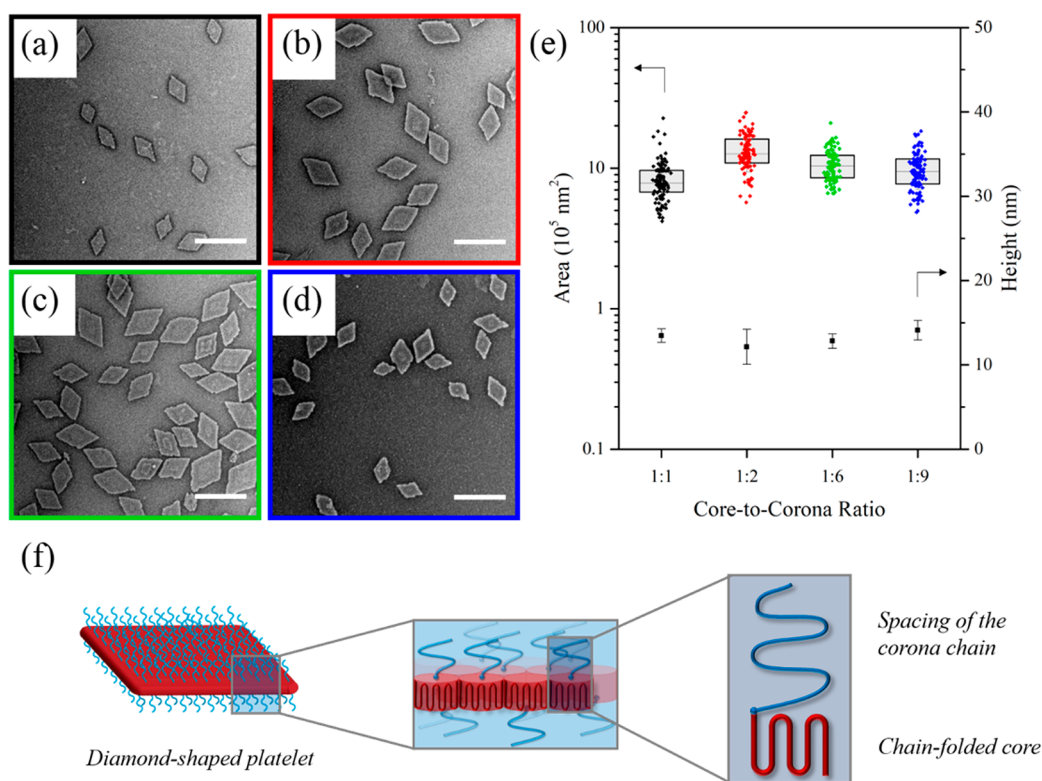 (a)
(b)
(c)
(d)
(e)
100
10
1
0.1
Area (10⁵ nm²)
50
40
30
20
10
0
Height (nm)
1:1
1:2
1:6
1:9
Core-to-Corona Ratio
(f)
Diamond-shaped platelet
Spacing of the
corona chain
Chain-folded core